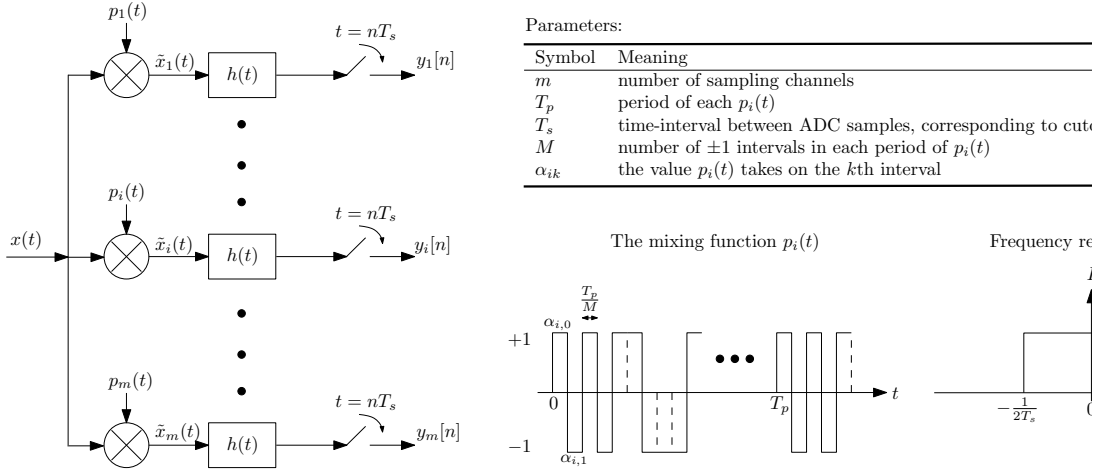 p₁(t)
x̃₁(t)
h(t)
t = nTₛ
y₁[n]
pᵢ(t)
x(t)
x̃ᵢ(t)
h(t)
t = nTₛ
yᵢ[n]
pₘ(t)
x̃ₘ(t)
h(t)
t = nTₛ
yₘ[n]
Parameters:
Symbol Meaning
m number of sampling channels
Tₚ period of each pᵢ(t)
Tₛ time-interval between ADC samples, corresponding to
M number of ±1 intervals in each period of pᵢ(t)
αᵢₖ the value pᵢ(t) takes on the kth interval
The mixing function pᵢ(t)
Tₚ/M
αᵢ,₀
+1
0
Tₚ
t
−1
αᵢ,₁
Frequency
−1/(2Tₛ)
0